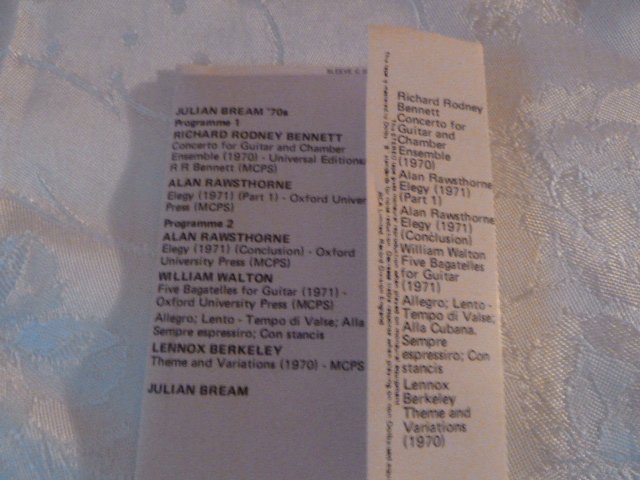 SLEEVE
JULIAN BREAM '70s
Programme 1
RICHARD RODNEY BENNETT
Concerto for Guitar and Chamber
Ensemble (1970) - Universal Editions
R R Bennett (MCPS)
ALAN RAWSTHORNE
Elegy (1971) (Part 1) - Oxford Univer
Press (MCPS)
Programme 2
ALAN RAWSTHORNE
Elegy (1971) (Conclusion) - Oxford
University Press (MCPS)
WILLIAM WALTON
Five Bagatelles for Guitar (1971) -
Oxford University Press (MCPS)
Allegro; Lento - Tempo di Valse; Alla
Sempre espressiro; Con stancis
LENNOX BERKELEY
Theme and Variations (1970) - MCPS
JULIAN BREAM
Richard Rodney
Bennett
Concerto for
Guitar and
Chamber
Ensemble
(1970)
Alan Rawsthorne
Elegy (1971)
(Part 1)
Alan Rawsthorne
Elegy (1971)
(Conclusion)
William Walton
Five Bagatelles
for Guitar
(1971)
Allegro; Lento -
Tempo di Valse;
Alla Cubana.
Sempre
espressiro; Con
stancis
Lennox
Berkeley
Theme and
Variations
(1970)